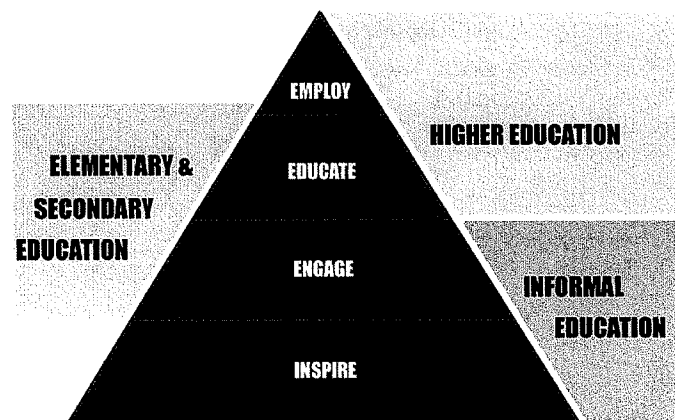 EMPLOY
HIGHER EDUCATION
ELEMENTARY &
SECONDARY
EDUCATION
EDUCATE
ENGAGE
INFORMAL
EDUCATION
INSPIRE